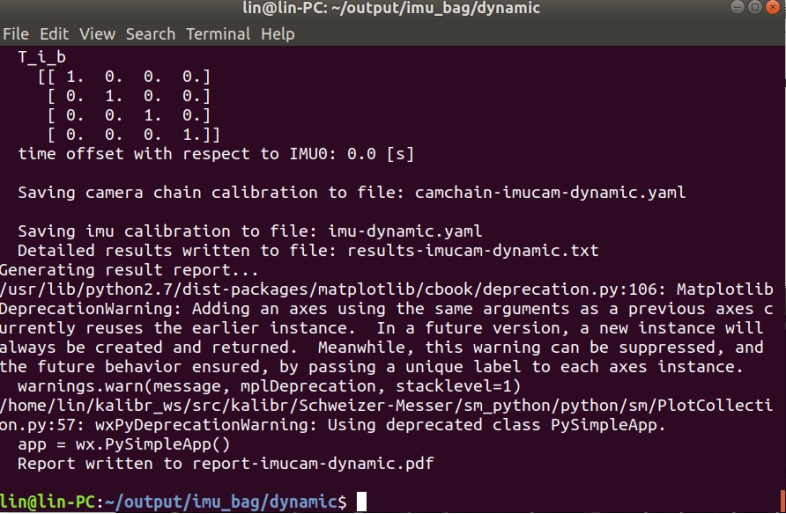 lin@lin-PC: ~/output/imu_bag/dynamic
File Edit View Search Terminal Help
T_i_b
[[ 1. 0. 0. 0.]
[ 0. 1. 0. 0.]
[ 0. 0. 1. 0.]
[ 0. 0. 0. 1.]]
time offset with respect to IMU0: 0.0 [s]
Saving camera chain calibration to file: camchain-imucam-dynamic.yaml
Saving imu calibration to file: imu-dynamic.yaml
Detailed results written to file: results-imucam-dynamic.txt
Generating result report...
/usr/lib/python2.7/dist-packages/matplotlib/cbook/deprecation.py:106: Matplotlib
DeprecationWarning: Adding an axes using the same arguments as a previous axes c
urrently reuses the earlier instance.  In a future version, a new instance will
always be created and returned.  Meanwhile, this warning can be suppressed, and
the future behavior ensured, by passing a unique label to each axes instance.
warnings.warn(message, mplDeprecation, stacklevel=1)
/home/lin/kalibr_ws/src/kalibr/Schweizer-Messer/sm_python/python/sm/PlotCollecti
on.py:57: wxPyDeprecationWarning: Using deprecated class PySimpleApp.
app = wx.PySimpleApp()
Report written to report-imucam-dynamic.pdf
lin@lin-PC:~/output/imu_bag/dynamic$